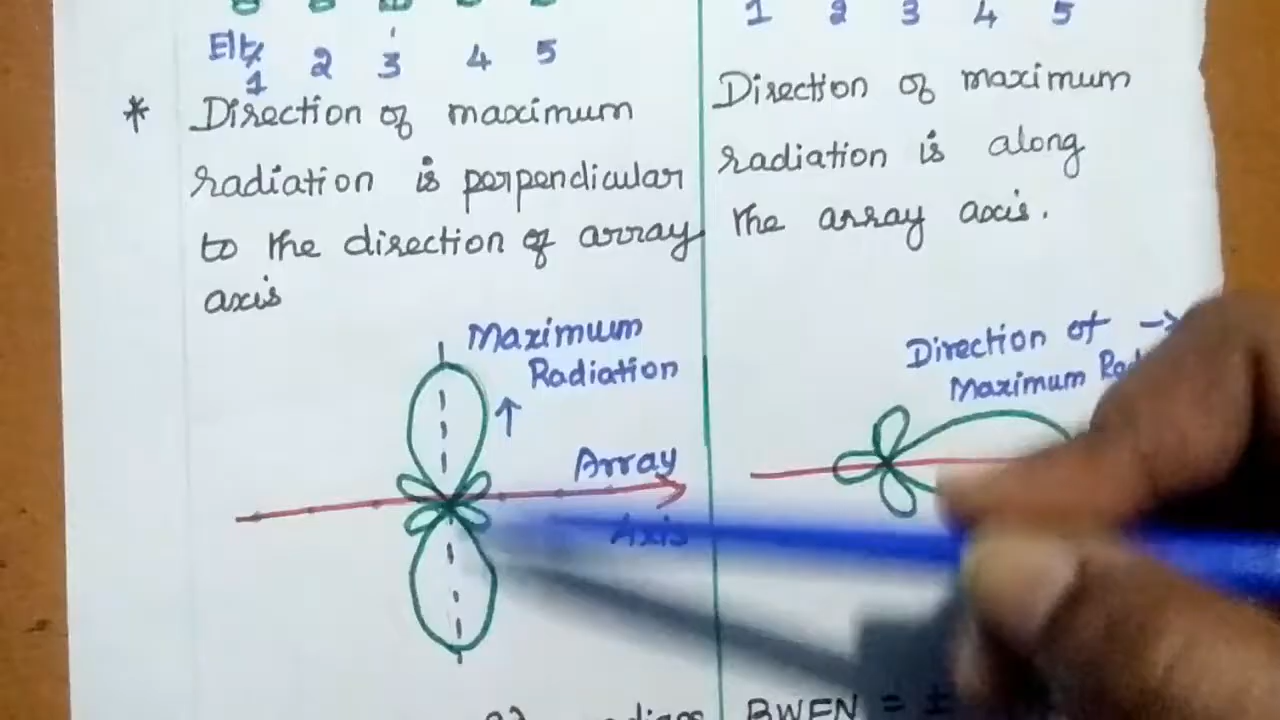 Elt
1 2 3 4 5
* Direction of maximum
radiation is perpendicular
to the direction of array
axis
Maximum
Radiation
↑
Array
Axis
1 2 3 4 5
Direction of maximum
radiation is along
the array axis.
Direction of →
Maximum
BWFN = ±